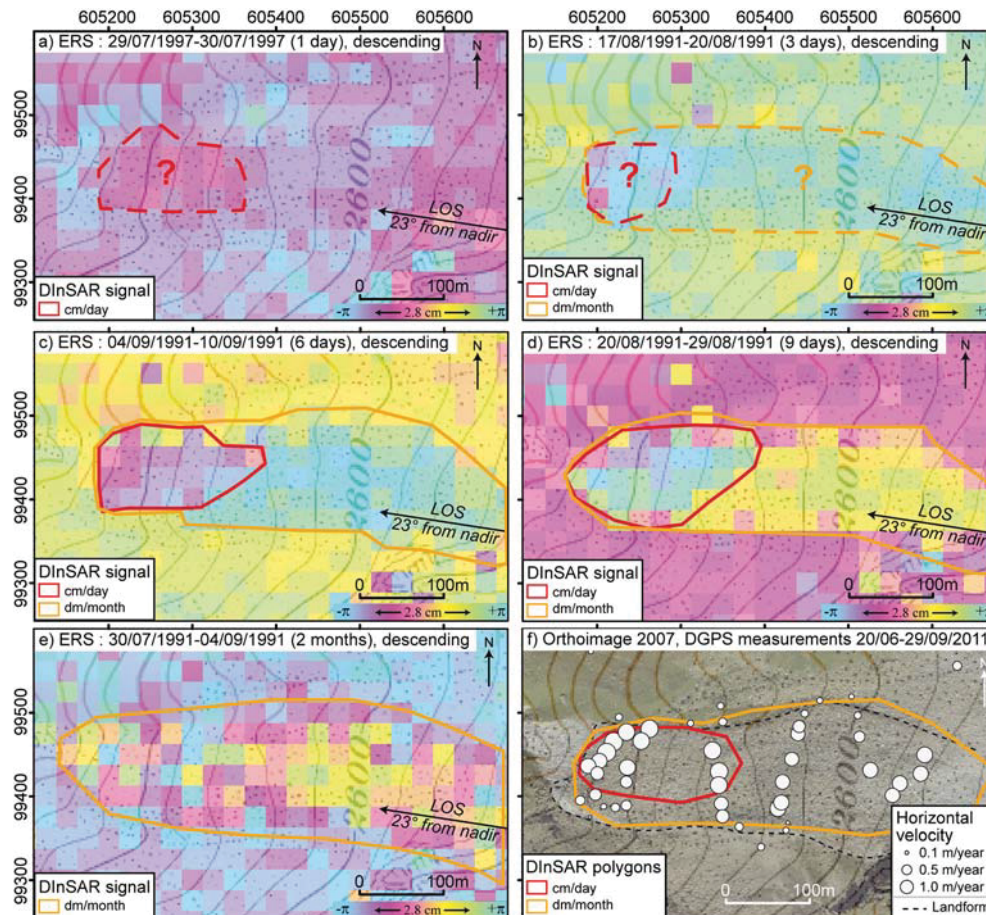 605200 605300 605400 605500 605600 605200 605300 605400 605500 605600
a) ERS : 29/07/1997-30/07/1997 (1 day), descending
N
99500
99400
99300
?
2600
LOS
23° from nadir
DInSAR signal
cm/day
0 100m
-π 2.8 cm +π
b) ERS : 17/08/1991-20/08/1991 (3 days), descending
N
?
?
2600
LOS
23° from nadir
DInSAR signal
cm/day
dm/month
0 100m
-π 2.8 cm +π
c) ERS : 04/09/1991-10/09/1991 (6 days), descending
N
99500
99400
99300
2600
LOS
23° from nadir
DInSAR signal
cm/day
dm/month
0 100m
-π 2.8 cm +π
d) ERS : 20/08/1991-29/08/1991 (9 days), descending
N
2600
LOS
23° from nadir
DInSAR signal
cm/day
dm/month
0 100m
-π 2.8 cm +π
e) ERS : 30/07/1991-04/09/1991 (2 months), descending
N
99500
99400
99300
2600
LOS
23° from nadir
DInSAR signal
dm/month
0 100m
-π 2.8 cm +π
f) Orthoimage 2007, DGPS measurements 20/06-29/09/2011
2600
DInSAR polygons
cm/day
dm/month
0 100m
Horizontal
velocity
0.1 m/year
0.5 m/year
1.0 m/year
Landform